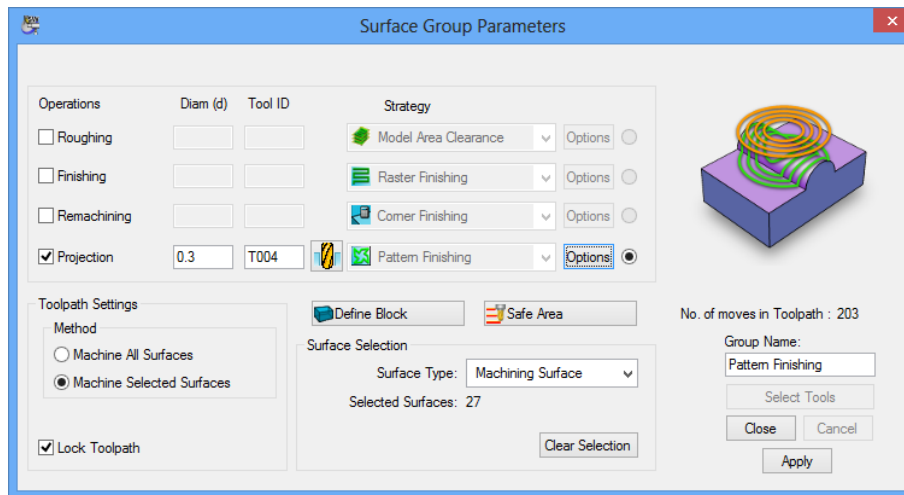 Surface Group Parameters
Operations Diam (d) Tool ID Strategy
Roughing Model Area Clearance Options
Finishing Raster Finishing Options
Remachining Corner Finishing Options
Projection 0.3 T004 Pattern Finishing Options
Toolpath Settings
Method
Machine All Surfaces
Machine Selected Surfaces
Lock Toolpath
Define Block Safe Area
Surface Selection
Surface Type: Machining Surface
Selected Surfaces: 27
Clear Selection
No. of moves in Toolpath : 203
Group Name:
Pattern Finishing
Select Tools
Close Cancel
Apply